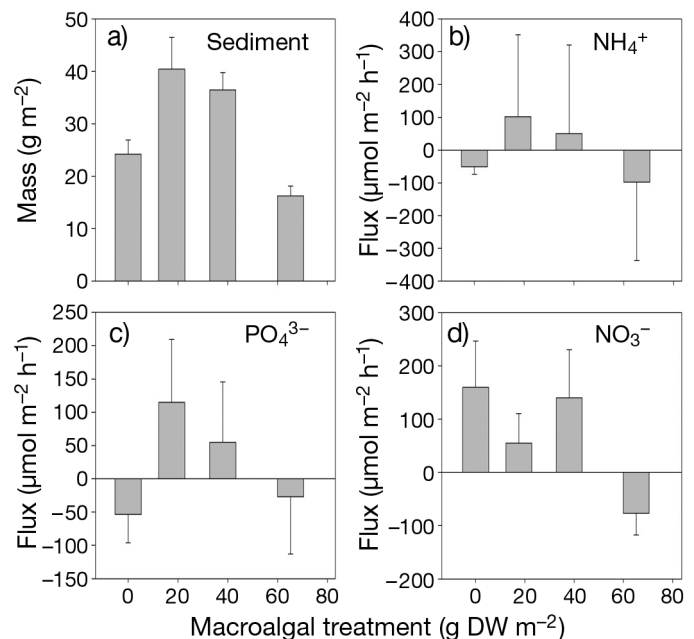 a) Sediment
Mass (g m⁻²)
50
40
30
20
10
0
b) NH₄⁺
Flux (µmol m⁻² h⁻¹)
400
300
200
100
0
−100
−200
−300
−400
c) PO₄³⁻
Flux (µmol m⁻² h⁻¹)
250
200
150
100
50
0
−50
−100
−150
0 20 40 60 80
d) NO₃⁻
Flux (µmol m⁻² h⁻¹)
300
200
100
0
−100
−200
0 20 40 60 80
Macroalgal treatment (g DW m⁻²)